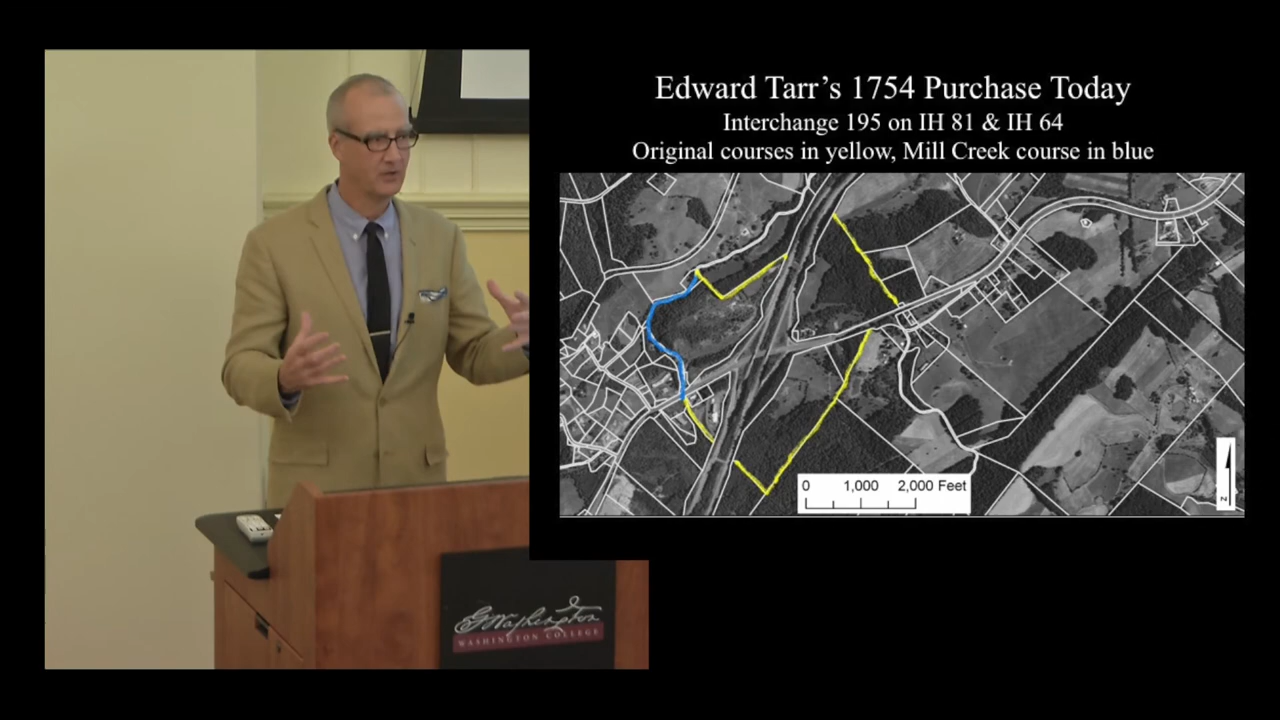 Edward Tarr’s 1754 Purchase Today
Interchange 195 on IH 81 & IH 64
Original courses in yellow, Mill Creek course in blue
0 1,000 2,000 Feet
N
G Washington
WASHINGTON COLLEGE